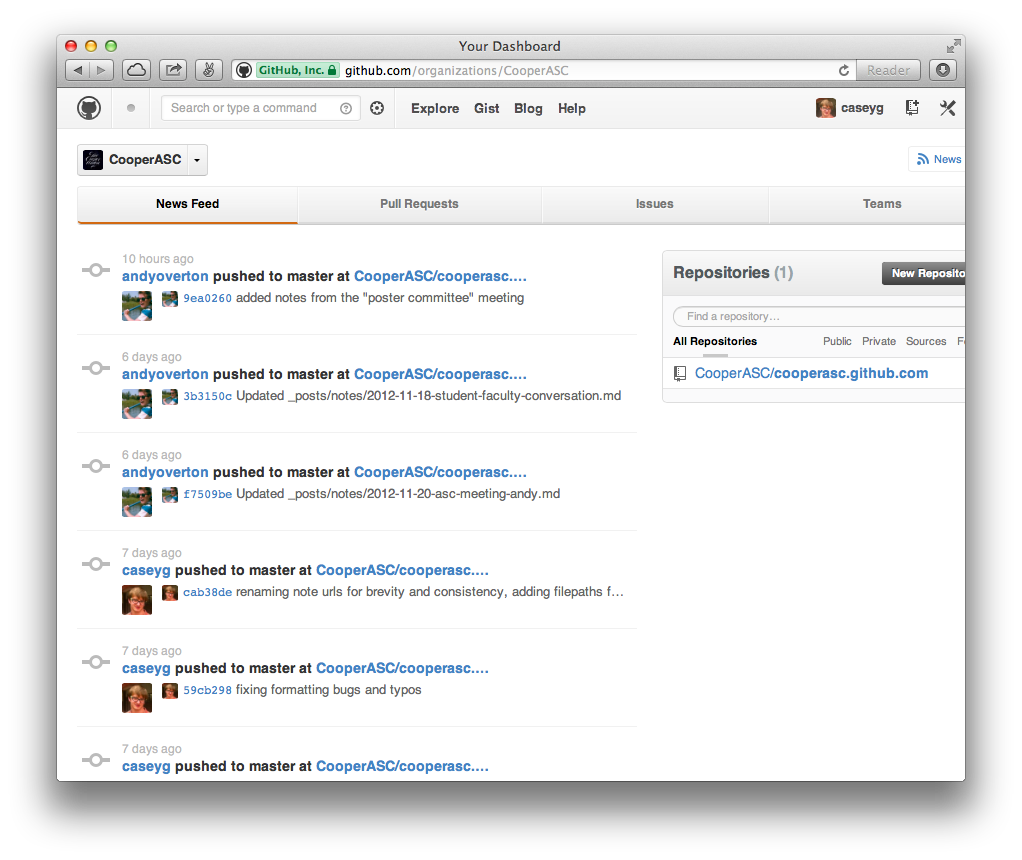 Your Dashboard
GitHub, Inc. github.com/organizations/CooperASC Reader
Search or type a command Explore Gist Blog Help caseyg
CooperASC News
News Feed Pull Requests Issues Teams
10 hours ago
andyoverton pushed to master at CooperASC/cooperasc.…
9ea0260 added notes from the "poster committee" meeting
6 days ago
andyoverton pushed to master at CooperASC/cooperasc.…
3b3150c Updated _posts/notes/2012-11-18-student-faculty-conversation.md
6 days ago
andyoverton pushed to master at CooperASC/cooperasc.…
f7509be Updated _posts/notes/2012-11-20-asc-meeting-andy.md
7 days ago
caseyg pushed to master at CooperASC/cooperasc.…
cab38de renaming note urls for brevity and consistency, adding filepaths f…
7 days ago
caseyg pushed to master at CooperASC/cooperasc.…
59cb298 fixing formatting bugs and typos
7 days ago
caseyg pushed to master at CooperASC/cooperasc.…
Repositories (1) New Reposito
Find a repository…
All Repositories Public Private Sources F
CooperASC/cooperasc.github.com